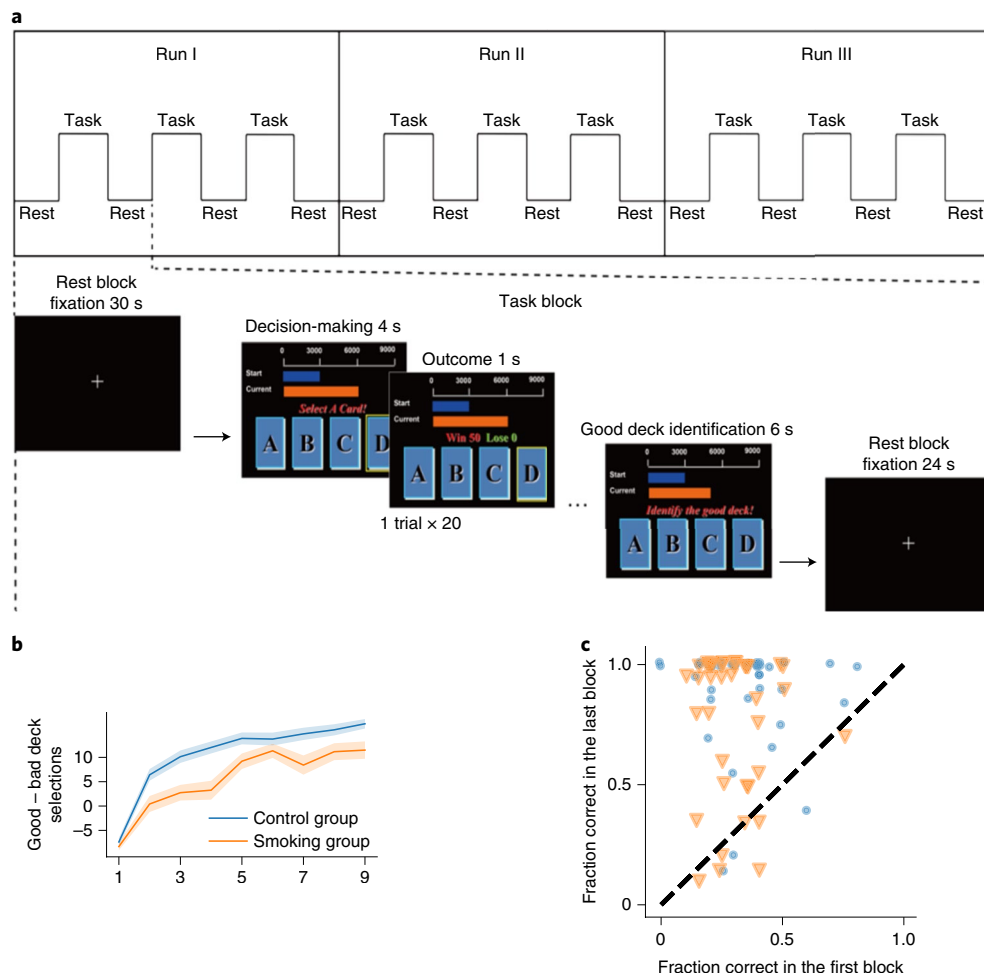 a
Run I Run II Run III
Task Task Task Task Task Task Task Task Task
Rest Rest Rest Rest Rest Rest Rest Rest Rest Rest Rest Rest
Rest block
fixation 30 s
Task block
Decision-making 4 s
0 3000 6000 9000
Start
Current
Select A Card!
A B C D
Outcome 1 s
0 3000 6000 9000
Start
Current
Win 50 Lose 0
A B C D
1 trial × 20
...
Good deck identification 6 s
0 3000 6000 9000
Start
Current
Identify the good deck!
A B C D
Rest block
fixation 24 s
b
Good – bad deck
selections
10
5
0
–5
Control group
Smoking group
1 3 5 7 9
c
Fraction correct in the last block
1.0
0.5
0
0 0.5 1.0
Fraction correct in the first block